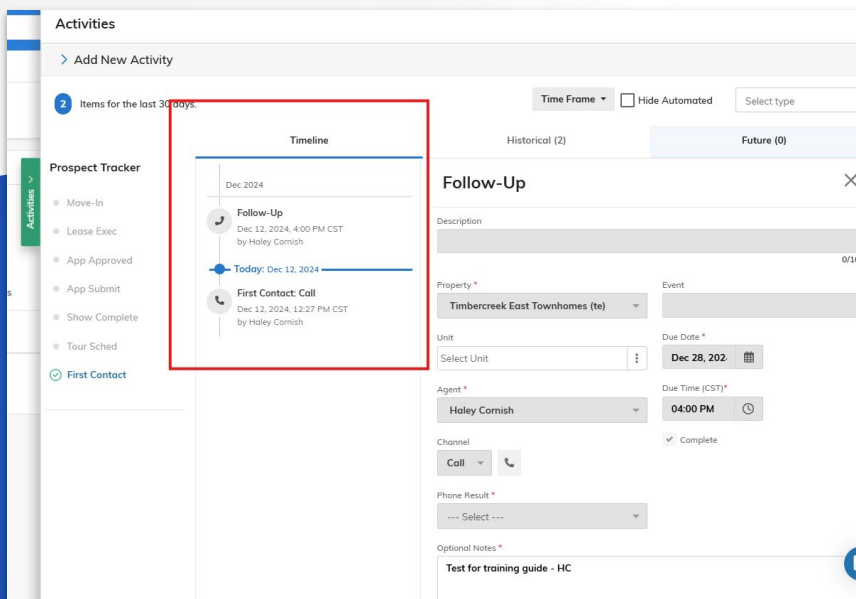 Activities
Add New Activity
2 Items for the last 30 days.
Time Frame
Hide Automated
Select type
Timeline
Historical (2)
Future (0)
Activities
Prospect Tracker
Move-In
Lease Exec
App Approved
App Submit
Show Complete
Tour Sched
First Contact
Dec 2024
Follow-Up
Dec 12, 2024, 4:00 PM CST
by Haley Cornish
Today: Dec 12, 2024
First Contact: Call
Dec 12, 2024, 12:27 PM CST
by Haley Cornish
Follow-Up
Description
Property *
Event
Timbercreek East Townhomes (te)
Unit
Due Date *
Select Unit
Dec 28, 202
Agent *
Due Time (CST)*
Haley Cornish
04:00 PM
Channel
Complete
Call
Phone Result *
--- Select ---
Optional Notes *
Test for training guide - HC